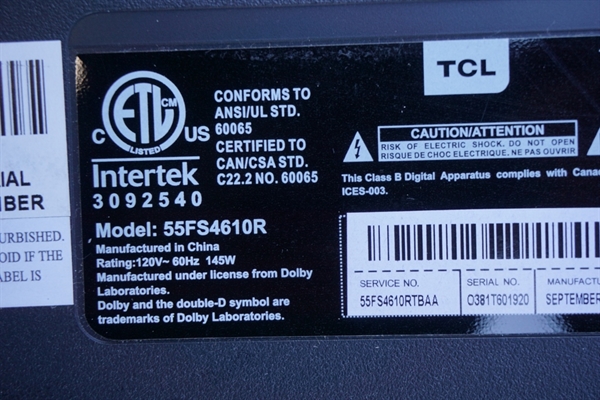 IAL
MBER
URBISHED.
OID IF THE
ABEL IS
ETL CM
LISTED
C US
Intertek
3092540
CONFORMS TO
ANSI/UL STD.
60065
CERTIFIED TO
CAN/CSA STD.
C22.2 NO. 60065
Model: 55FS4610R
Manufactured in China
Rating:120V~ 60Hz 145W
Manufactured under license from Dolby
Laboratories.
Dolby and the double-D symbol are
trademarks of Dolby Laboratories.
TCL
CAUTION/ATTENTION
RISK OF ELECTRIC SHOCK. DO NOT OPEN
RISQUE DE CHOC ELECTRIQUE. NE PAS OUVRIR
This Class B Digital Apparatus complies with Cana
ICES-003.
SERVICE NO.
55FS4610RTBAA
SERIAL NO.
O381T601920
MANUFACTU
SEPTEMBER